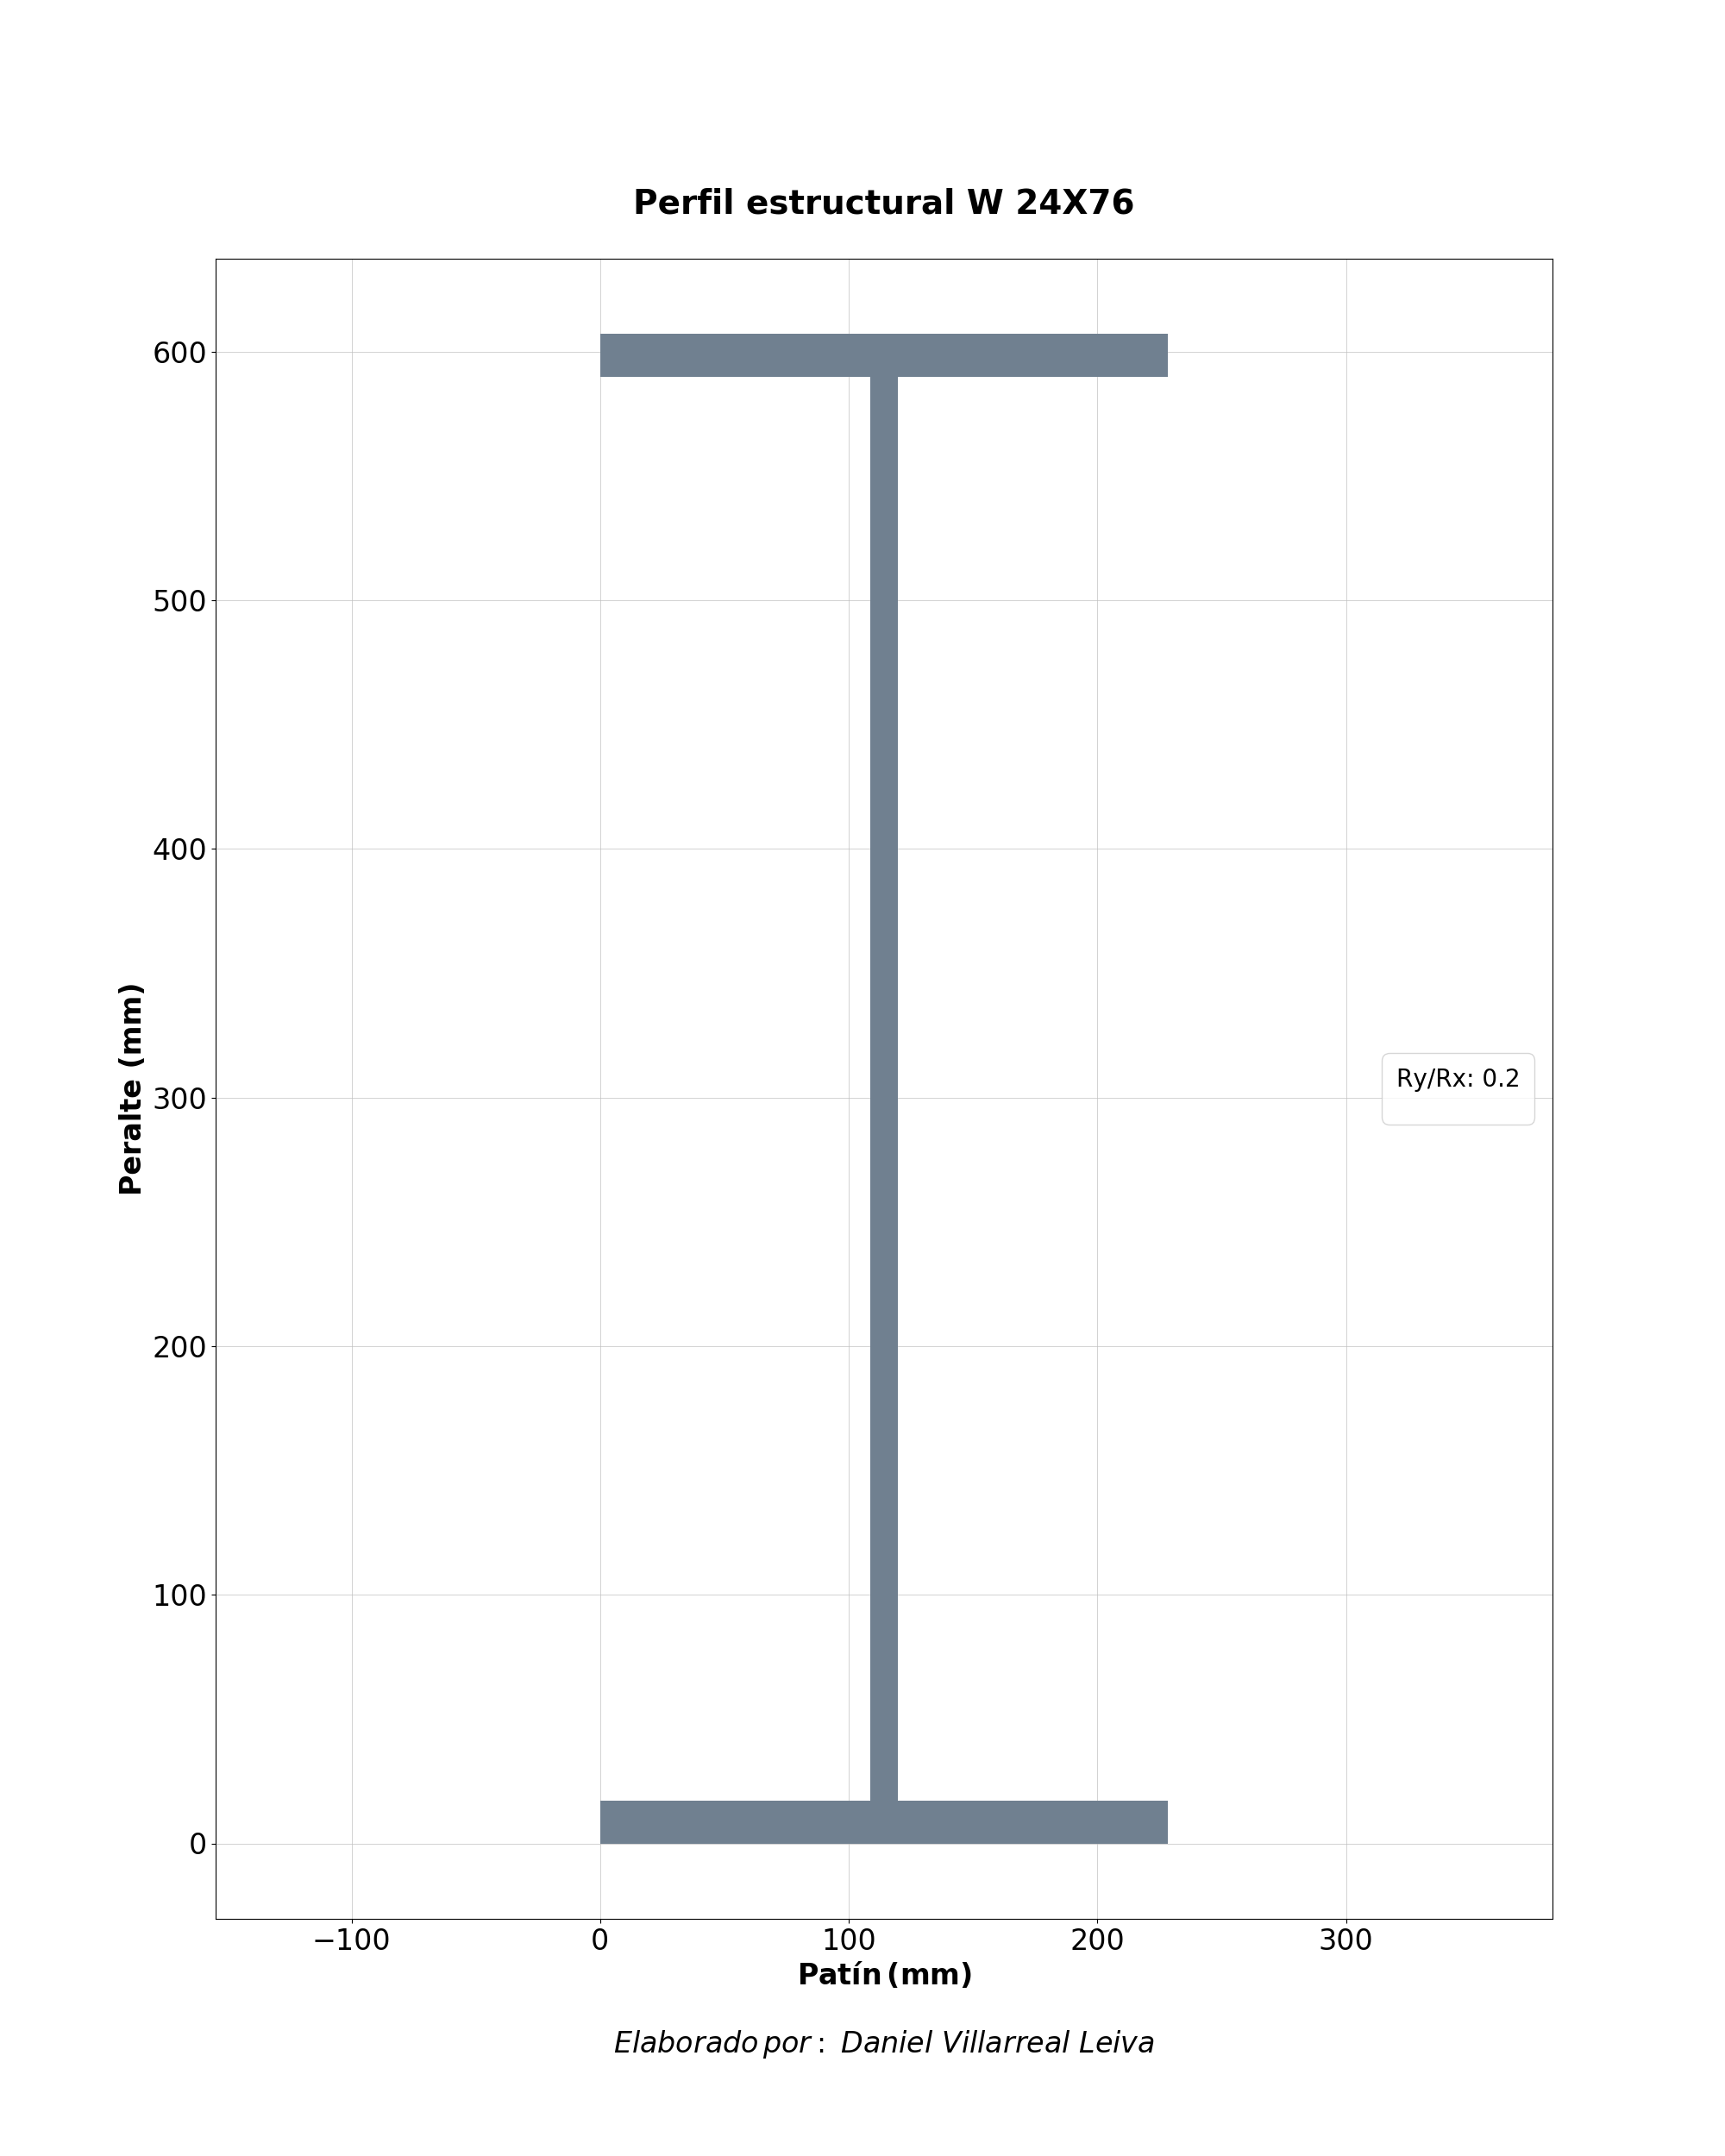 Perfil estructural W 24X76
600
500
400
300
200
100
0
Peralte (mm)
Ry/Rx: 0.2
−100 0 100 200 300
Patín (mm)
Elaborado por : Daniel Villarreal Leiva